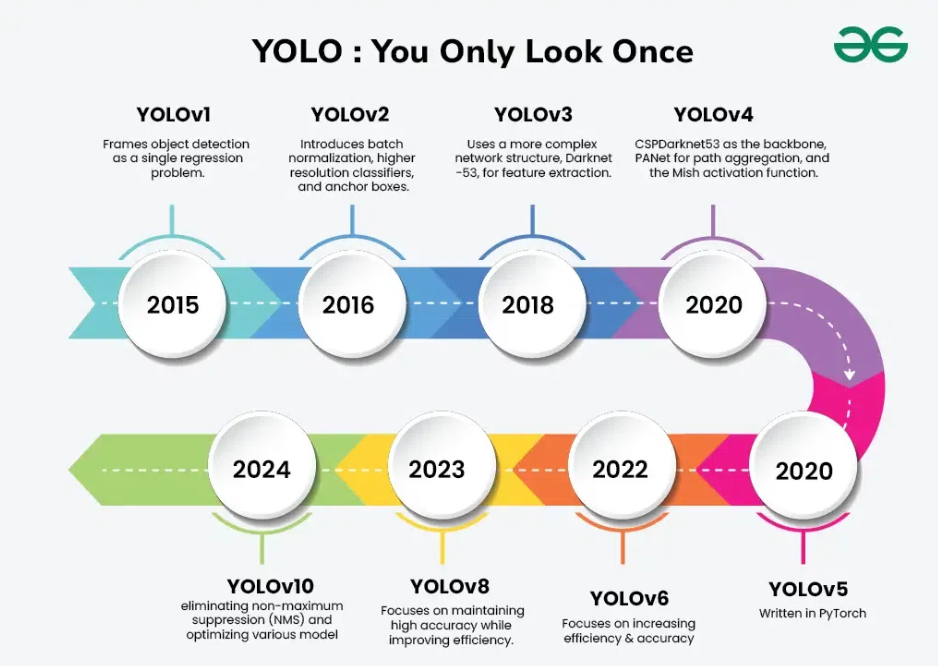 YOLO : You Only Look Once
YOLOv1
Frames object detection
as a single regression
problem.
YOLOv2
Introduces batch
normalization, higher
resolution classifiers,
and anchor boxes.
YOLOv3
Uses a more complex
network structure, Darknet
-53, for feature extraction.
YOLOv4
CSPDarknet53 as the backbone,
PANet for path aggregation, and
the Mish activation function.
2015
2016
2018
2020
2024
2023
2022
2020
YOLOv10
eliminating non-maximum
suppression (NMS) and
optimizing various model
YOLOv8
Focuses on maintaining
high accuracy while
improving efficiency.
YOLOv6
Focuses on increasing
efficiency & accuracy
YOLOv5
Written in PyTorch